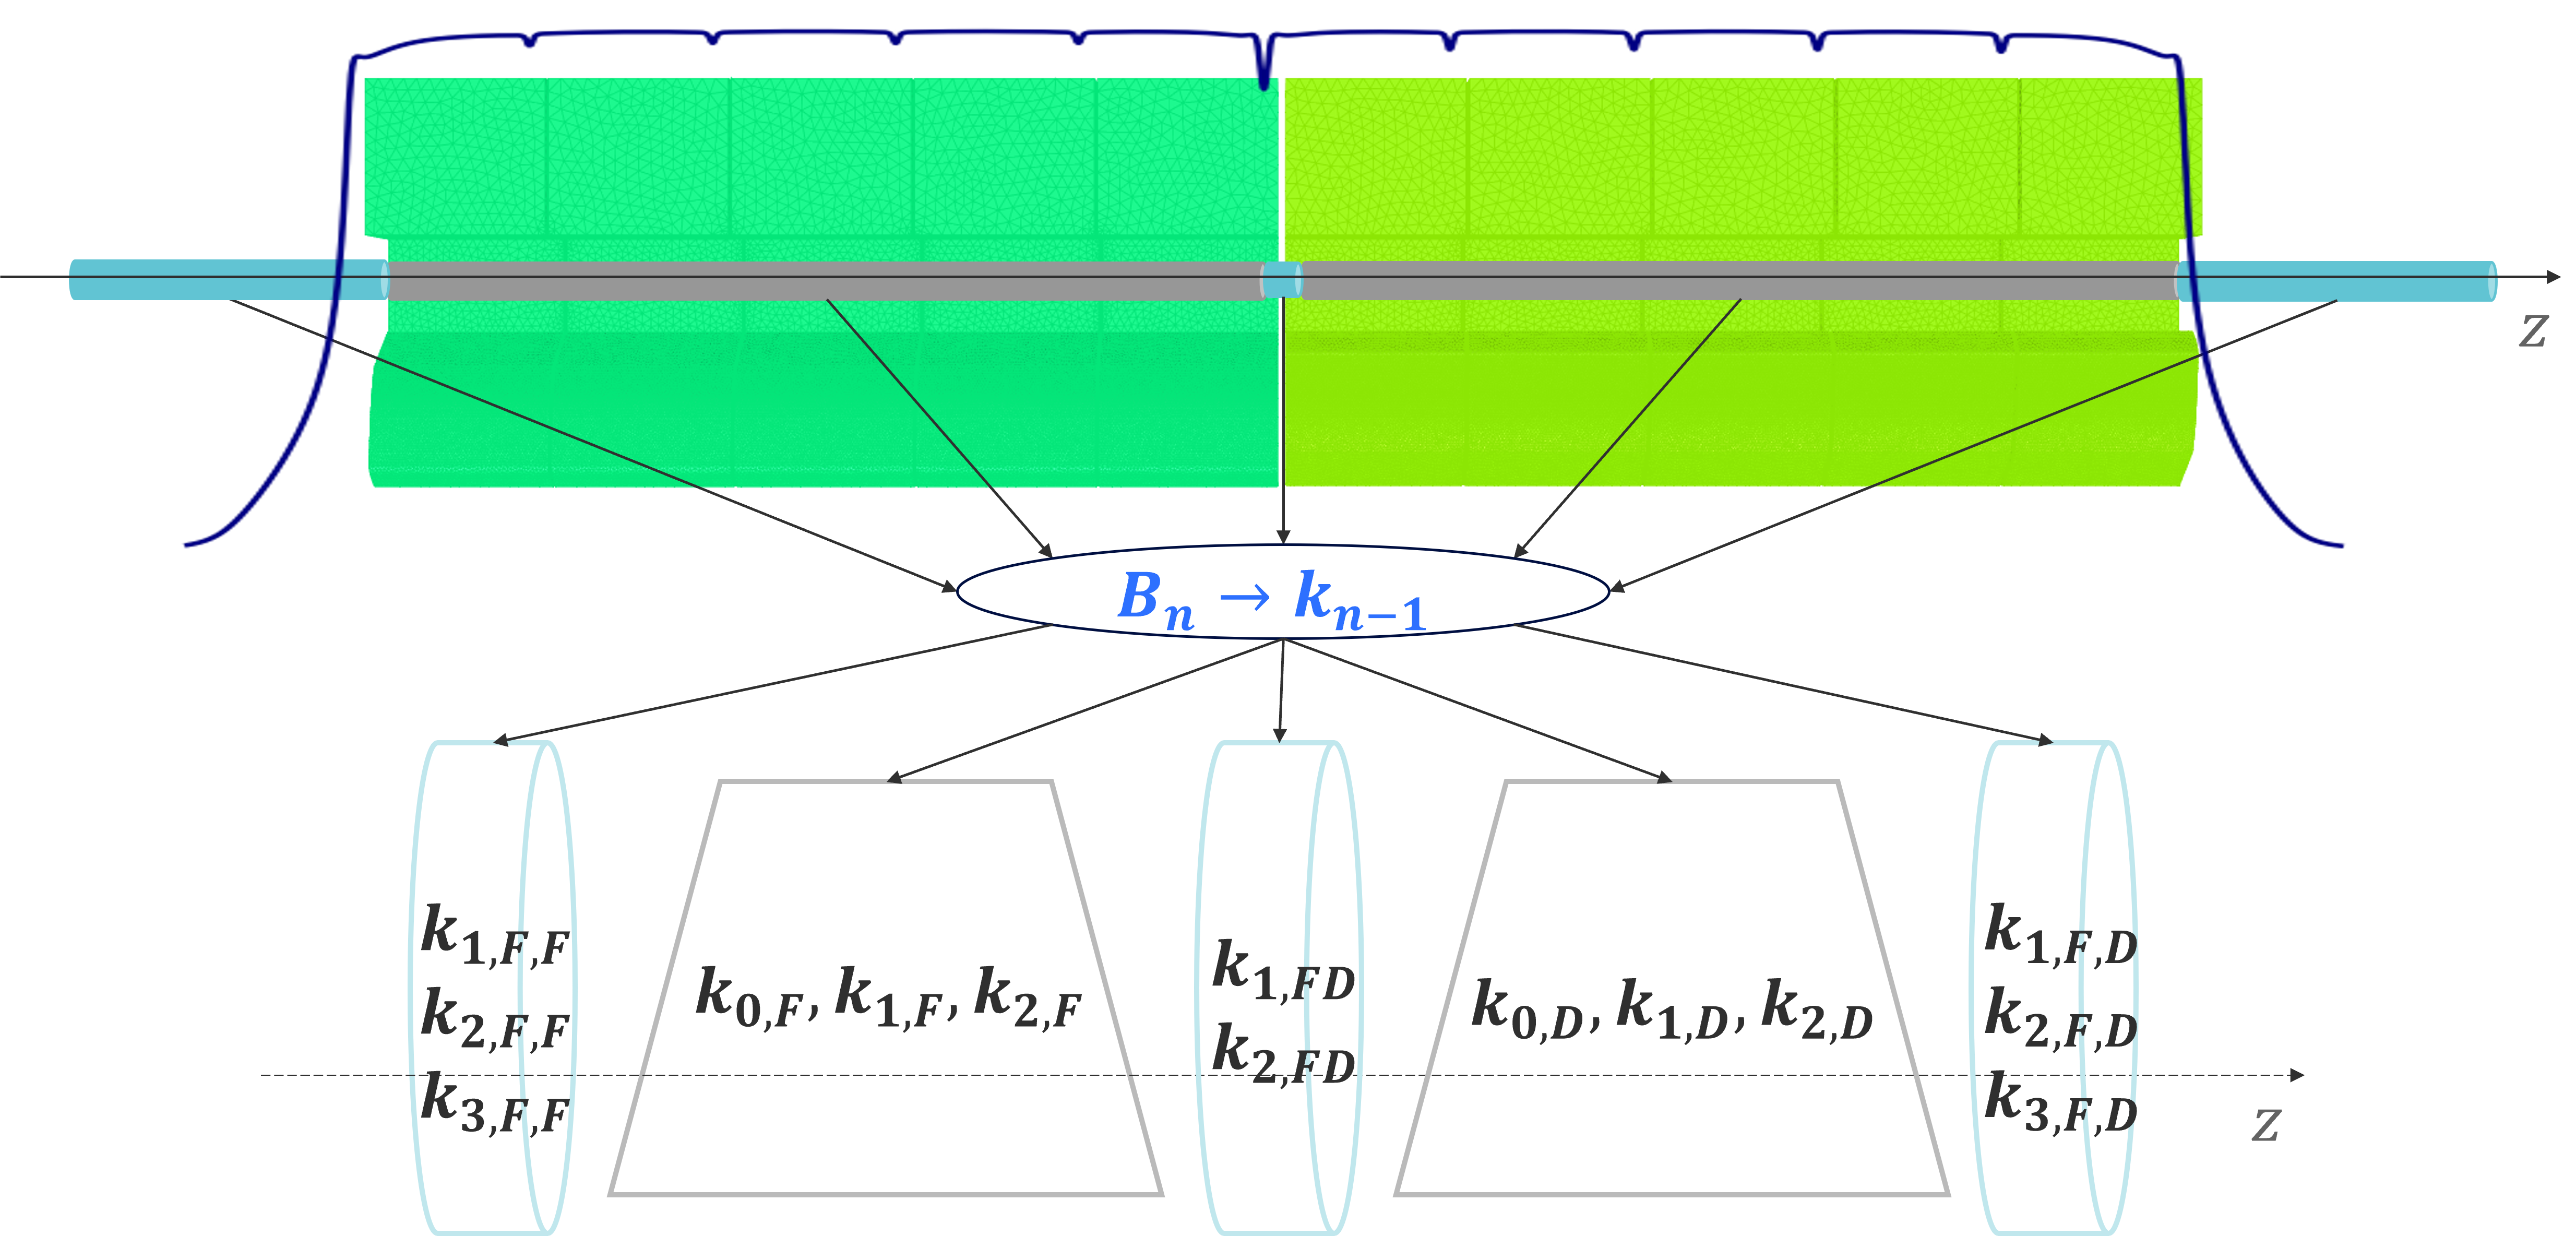 z
Bₙ → kₙ₋₁
k₁,F,F
k₂,F,F
k₃,F,F
k₀,F, k₁,F, k₂,F
k₁,FD
k₂,FD
k₀,D, k₁,D, k₂,D
k₁,F,D
k₂,F,D
k₃,F,D
z